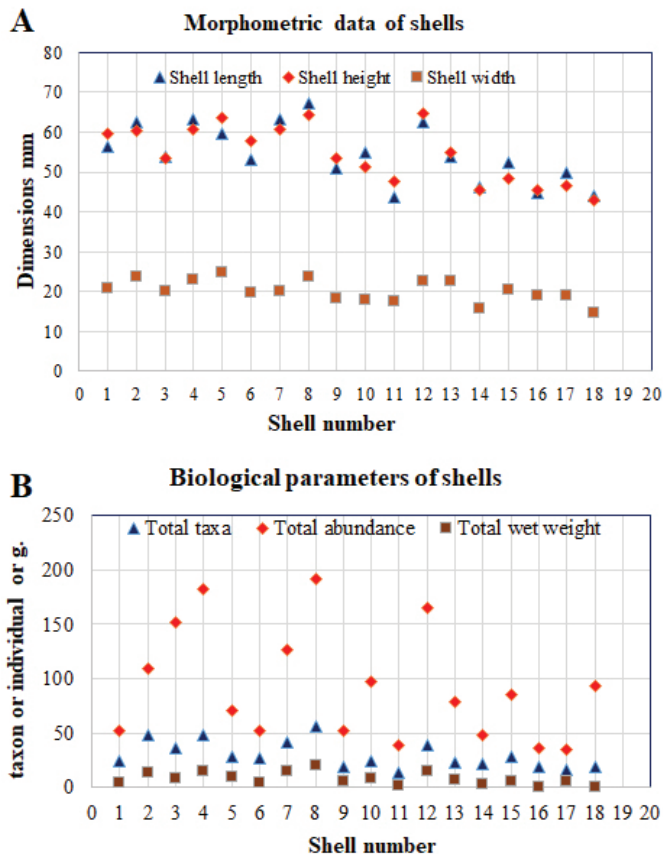 A
Morphometric data of shells
80
70
60
50
40
30
20
10
0
Dimensions mm
Shell length Shell height Shell width
0 1 2 3 4 5 6 7 8 9 10 11 12 13 14 15 16 17 18 19 20
Shell number
B
Biological parameters of shells
250
200
150
100
50
0
taxon or individual or g.
Total taxa Total abundance Total wet weight
0 1 2 3 4 5 6 7 8 9 10 11 12 13 14 15 16 17 18 19 20
Shell number